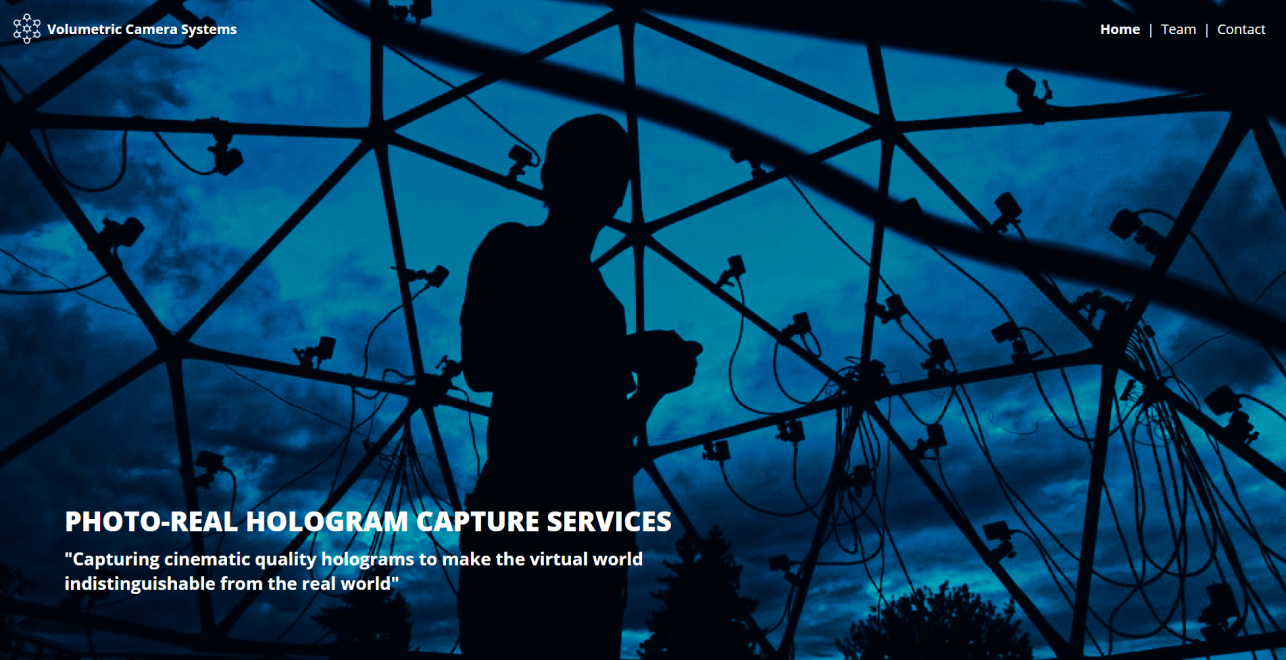 Volumetric Camera Systems
Home | Team | Contact
PHOTO-REAL HOLOGRAM CAPTURE SERVICES
"Capturing cinematic quality holograms to make the virtual world
indistinguishable from the real world"